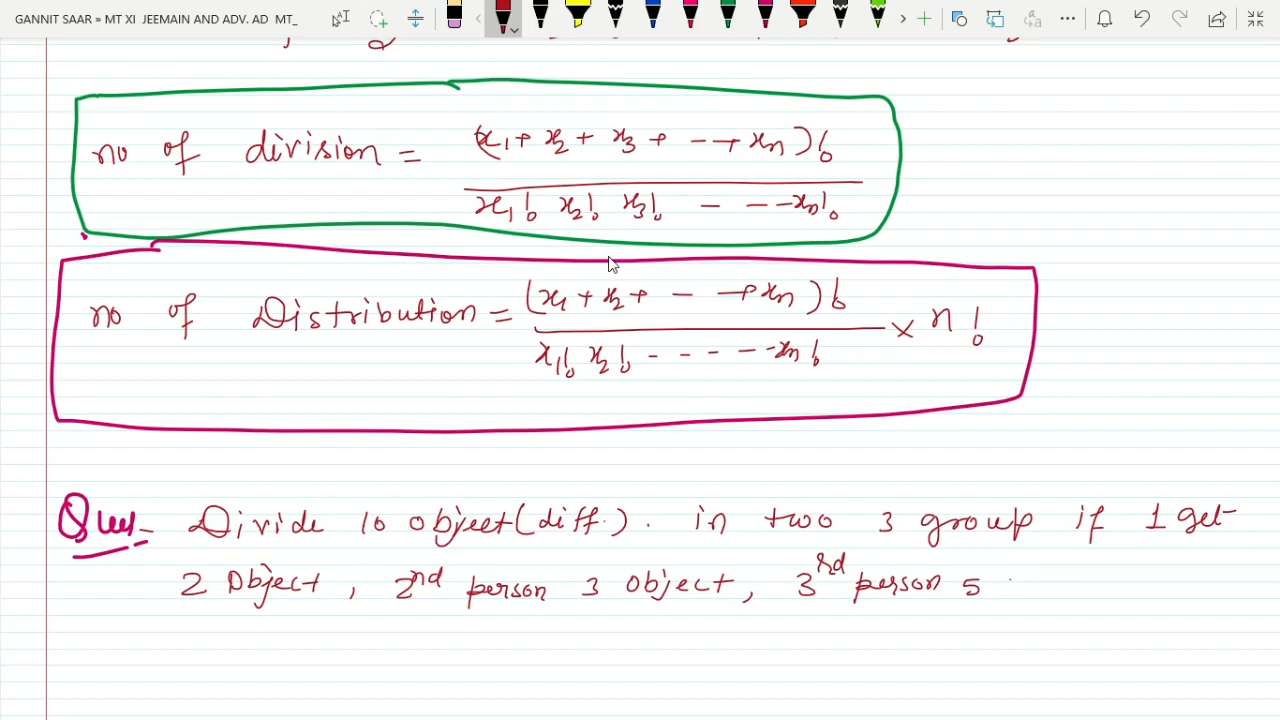 GANNIT SAAR » MT XI JEEMAIN AND ADV. AD MT_
no of division = (x₁ + x₂ + x₃ + - - + xₙ)!
x₁! x₂! x₃! - - - xₙ!
no of Distribution = (x₁ + x₂ + - - + xₙ)! × n!
x₁! x₂! - - - - - xₙ!
Ques- Divide 10 object (diff.). in two 3 group if 1 get
2 Object, 2nd person 3 object, 3rd person 5